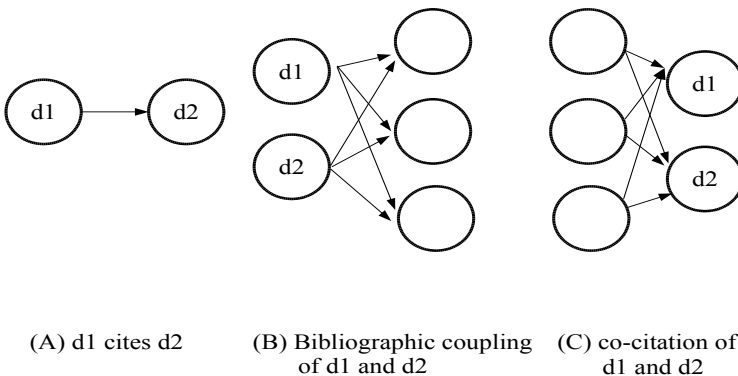 d1
d2
d1
d2
d1
d2
(A) d1 cites d2
(B) Bibliographic coupling
of d1 and d2
(C) co-citation of
d1 and d2